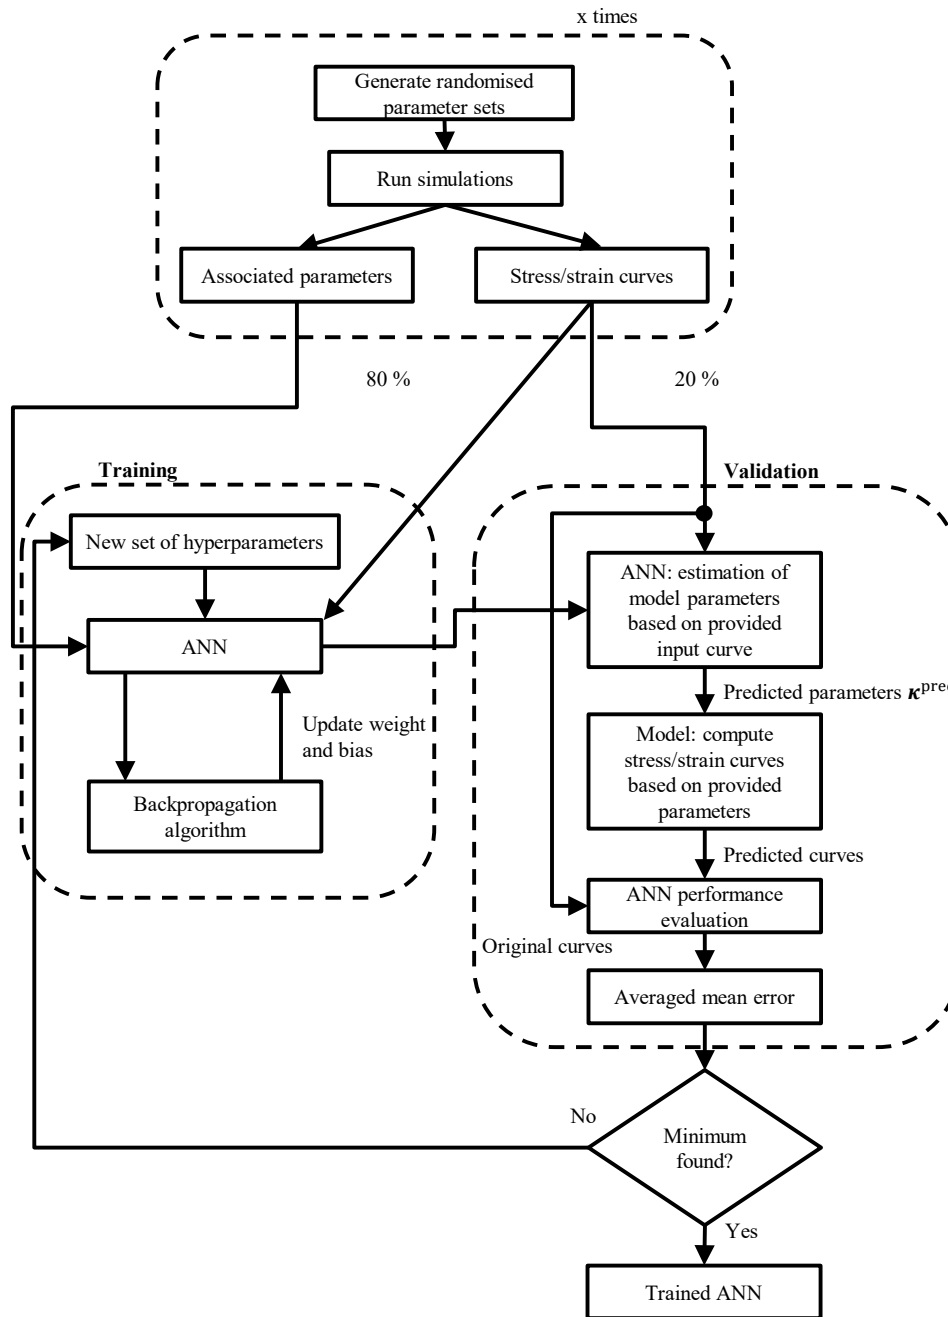 x times
Generate randomised
parameter sets
Run simulations
Associated parameters
Stress/strain curves
80 %
20 %
Training
Validation
New set of hyperparameters
ANN
Update weight
and bias
Backpropagation
algorithm
ANN: estimation of
model parameters
based on provided
input curve
Predicted parameters κ
Model: compute
stress/strain curves
based on provided
parameters
Predicted curves
ANN performance
evaluation
Original curves
Averaged mean error
No
Minimum
found?
Yes
Trained ANN